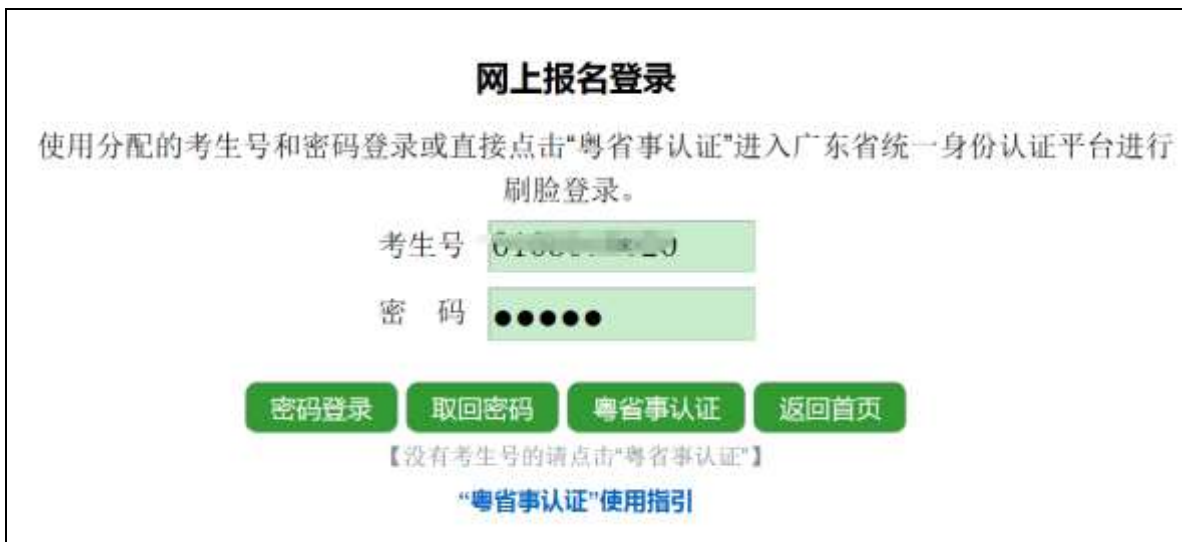 网上报名登录
使用分配的考生号和密码登录或直接点击“粤省事认证”进入广东省统一身份认证平台进行
刷脸登录。
考生号
密 码 ●●●●●
密码登录 取回密码 粤省事认证 返回首页
【没有考生号的请点击“粤省事认证”】
“粤省事认证”使用指引